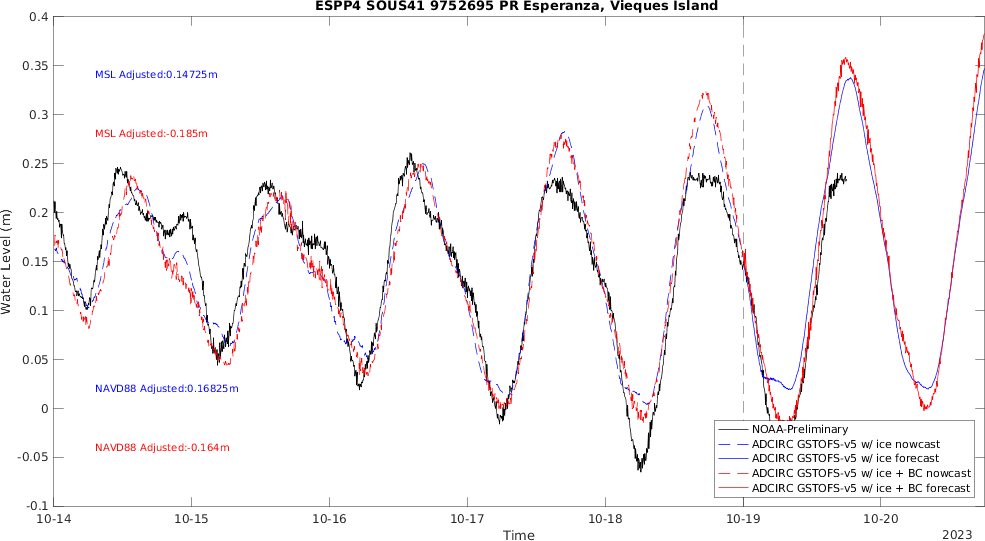 ESPP4 SOUS41 9752695 PR Esperanza, Vieques Island
0.4
0.35
0.3
0.25
0.2
0.15
0.1
0.05
0
-0.05
-0.1
Water Level (m)
MSL Adjusted:0.14725m
MSL Adjusted:-0.185m
NAVD88 Adjusted:0.16825m
NAVD88 Adjusted:-0.164m
NOAA-Preliminary
ADCIRC GSTOFS-v5 w/ ice nowcast
ADCIRC GSTOFS-v5 w/ ice forecast
ADCIRC GSTOFS-v5 w/ ice + BC nowcast
ADCIRC GSTOFS-v5 w/ ice + BC forecast
10-14
10-15
10-16
10-17
10-18
10-19
10-20
Time
2023